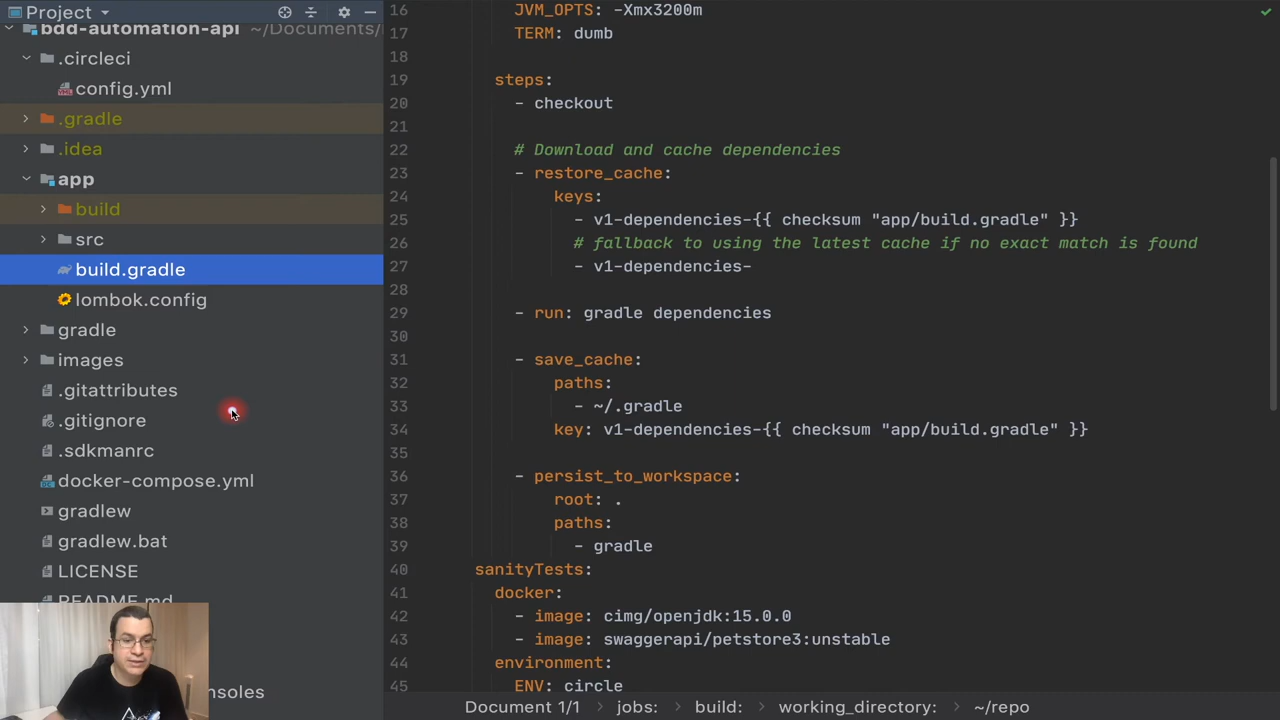 Project
bdd-automation-api ~/Documents/
.circleci
config.yml
.gradle
.idea
app
build
src
build.gradle
lombok.config
gradle
images
.gitattributes
.gitignore
.sdkmanrc
docker-compose.yml
gradlew
gradlew.bat
LICENSE
README.md
nsoles
16 JVM_OPTS: -Xmx3200m
17 TERM: dumb
18
19 steps:
20 - checkout
21
22 # Download and cache dependencies
23 - restore_cache:
24 keys:
25 - v1-dependencies-{{ checksum "app/build.gradle" }}
26 # fallback to using the latest cache if no exact match is found
27 - v1-dependencies-
28
29 - run: gradle dependencies
30
31 - save_cache:
32 paths:
33 - ~/.gradle
34 key: v1-dependencies-{{ checksum "app/build.gradle" }}
35
36 - persist_to_workspace:
37 root: .
38 paths:
39 - gradle
40 sanityTests:
41 docker:
42 - image: cimg/openjdk:15.0.0
43 - image: swaggerapi/petstore3:unstable
44 environment:
45 ENV: circle
Document 1/1 › jobs: › build: › working_directory: › ~/repo